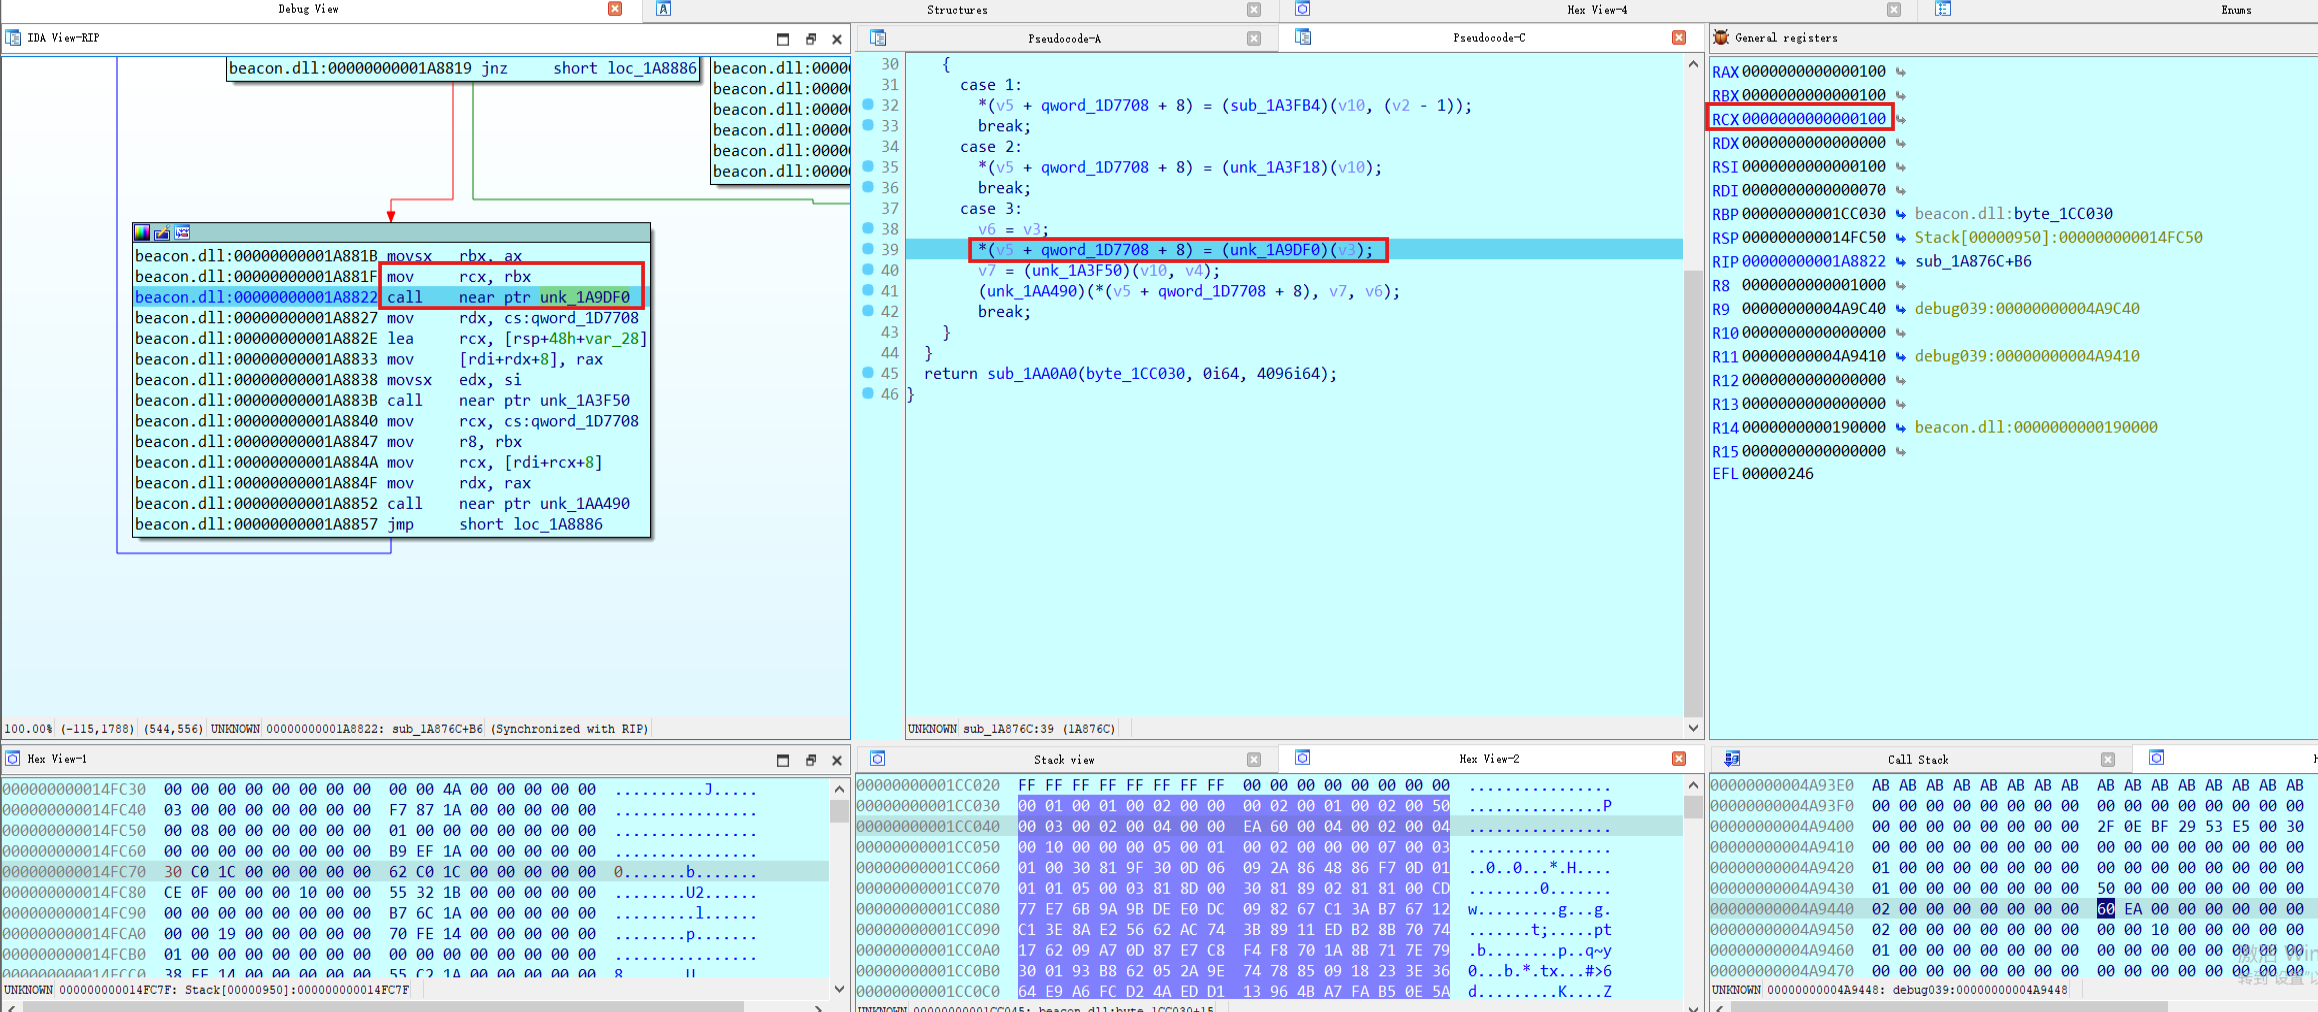 Debug View
Structures
Hex View-4
Enums
IDA View-RIP
Pseudocode-A
Pseudocode-C
General registers
beacon.dll:00000000001A8819 jnz short loc_1A8886
beacon.dll:0000
beacon.dll:0000
beacon.dll:0000
beacon.dll:0000
beacon.dll:0000
beacon.dll:0000
beacon.dll:00000000001A881B movsx rbx, ax
beacon.dll:00000000001A881F mov rcx, rbx
beacon.dll:00000000001A8822 call near ptr unk_1A9DF0
beacon.dll:00000000001A8827 mov rdx, cs:qword_1D7708
beacon.dll:00000000001A882E lea rcx, [rsp+48h+var_28]
beacon.dll:00000000001A8833 mov [rdi+rdx+8], rax
beacon.dll:00000000001A8838 movsx edx, si
beacon.dll:00000000001A883B call near ptr unk_1A3F50
beacon.dll:00000000001A8840 mov rcx, cs:qword_1D7708
beacon.dll:00000000001A8847 mov r8, rbx
beacon.dll:00000000001A884A mov rcx, [rdi+rcx+8]
beacon.dll:00000000001A884F mov rdx, rax
beacon.dll:00000000001A8852 call near ptr unk_1AA490
beacon.dll:00000000001A8857 jmp short loc_1A8886
100.00% (-115,1788) (544,556) UNKNOWN 00000000001A8822: sub_1A876C+B6 (Synchronized with RIP)
30 {
31 case 1:
32 *(v5 + qword_1D7708 + 8) = (sub_1A3FB4)(v10, (v2 - 1));
33 break;
34 case 2:
35 *(v5 + qword_1D7708 + 8) = (unk_1A3F18)(v10);
36 break;
37 case 3:
38 v6 = v3;
39 *(v5 + qword_1D7708 + 8) = (unk_1A9DF0)(v3);
40 v7 = (unk_1A3F50)(v10, v4);
41 (unk_1AA490)(*(v5 + qword_1D7708 + 8), v7, v6);
42 break;
43 }
44 }
45 return sub_1AA0A0(byte_1CC030, 0i64, 4096i64);
46 }
UNKNOWN sub_1A876C:39 (1A876C)
RAX 0000000000000100
RBX 0000000000000100
RCX 0000000000000100
RDX 0000000000000000
RSI 0000000000000100
RDI 0000000000000070
RBP 00000000001CC030 beacon.dll:byte_1CC030
RSP 000000000014FC50 Stack[00000950]:000000000014FC50
RIP 00000000001A8822 sub_1A876C+B6
R8 0000000000001000
R9 00000000004A9C40 debug039:00000000004A9C40
R10 0000000000000000
R11 00000000004A9410 debug039:00000000004A9410
R12 0000000000000000
R13 0000000000000000
R14 0000000000190000 beacon.dll:0000000000190000
R15 0000000000000000
EFL 00000246
Hex View-1
000000000014FC30 00 00 00 00 00 00 00 00 00 00 4A 00 00 00 00 00 ..........J.....
000000000014FC40 03 00 00 00 00 00 00 00 F7 87 1A 00 00 00 00 00 ................
000000000014FC50 00 08 00 00 00 00 00 00 01 00 00 00 00 00 00 00 ................
000000000014FC60 00 00 00 00 00 00 00 00 B9 EF 1A 00 00 00 00 00 ................
000000000014FC70 30 C0 1C 00 00 00 00 00 62 C0 1C 00 00 00 00 00 0.......b.......
000000000014FC80 CE 0F 00 00 00 10 00 00 55 32 1B 00 00 00 00 00 ........U2......
000000000014FC90 00 00 00 00 00 00 00 00 B7 6C 1A 00 00 00 00 00 .........l......
000000000014FCA0 00 00 19 00 00 00 00 00 70 FE 14 00 00 00 00 00 ........p.......
000000000014FCB0 01 00 00 00 00 00 00 00 00 00 00 00 00 00 00 00 ................
000000000014FCC0 38 FE 14 00 00 00 00 00 55 C2 1A 00 00 00 00 00 8.......U.......
UNKNOWN 000000000014FC7F: Stack[00000950]:000000000014FC7F
Stack view
Hex View-2
00000000001CC020 FF FF FF FF FF FF FF FF 00 00 00 00 00 00 00 00 ................
00000000001CC030 00 01 00 01 00 02 00 00 00 02 00 01 00 02 00 50 ...............P
00000000001CC040 00 03 00 02 00 04 00 00 EA 60 00 04 00 02 00 04 ................
00000000001CC050 00 10 00 00 00 05 00 01 00 02 00 00 00 07 00 03 ................
00000000001CC060 01 00 30 81 9F 30 0D 06 09 2A 86 48 86 F7 0D 01 ..0..0...*.H....
00000000001CC070 01 01 05 00 03 81 8D 00 30 81 89 02 81 81 00 CD ........0.......
00000000001CC080 77 E7 6B 9A 9B DE E0 DC 09 82 67 C1 3A B7 67 12 w.........g...g.
00000000001CC090 C1 3E 8A E2 56 62 AC 74 3B 89 11 ED B2 8B 70 74 .......t;.....pt
00000000001CC0A0 17 62 09 A7 0D 87 E7 C8 F4 F8 70 1A 8B 71 7E 79 .b........p..q~y
00000000001CC0B0 30 01 93 B8 62 05 2A 9E 74 78 85 09 18 23 3E 36 0...b.*.tx...#>6
00000000001CC0C0 64 E9 A6 FC D2 4A ED D1 13 96 4B A7 FA B5 0E 5A d.........K....Z
UNKNOWN 00000000001CC045: beacon.dll:byte_1CC030+15
Call Stack
H
00000000004A93E0 AB AB AB AB AB AB AB AB AB AB AB AB AB AB AB AB
00000000004A93F0 00 00 00 00 00 00 00 00 00 00 00 00 00 00 00 00
00000000004A9400 00 00 00 00 00 00 00 00 2F 0E BF 29 53 E5 00 30
00000000004A9410 00 00 00 00 00 00 00 00 00 00 00 00 00 00 00 00
00000000004A9420 01 00 00 00 00 00 00 00 00 00 00 00 00 00 00 00
00000000004A9430 01 00 00 00 00 00 00 00 50 00 00 00 00 00 00 00
00000000004A9440 02 00 00 00 00 00 00 00 60 EA 00 00 00 00 00 00
00000000004A9450 02 00 00 00 00 00 00 00 00 00 10 00 00 00 00 00
00000000004A9460 01 00 00 00 00 00 00 00 00 00 00 00 00 00 00 00
00000000004A9470 00 00 00 00 00 00 00 00 00 00 00 00 00 00 00 00
激活 Win
转到"设置"以
UNKNOWN 00000000004A9448: debug039:00000000004A9448